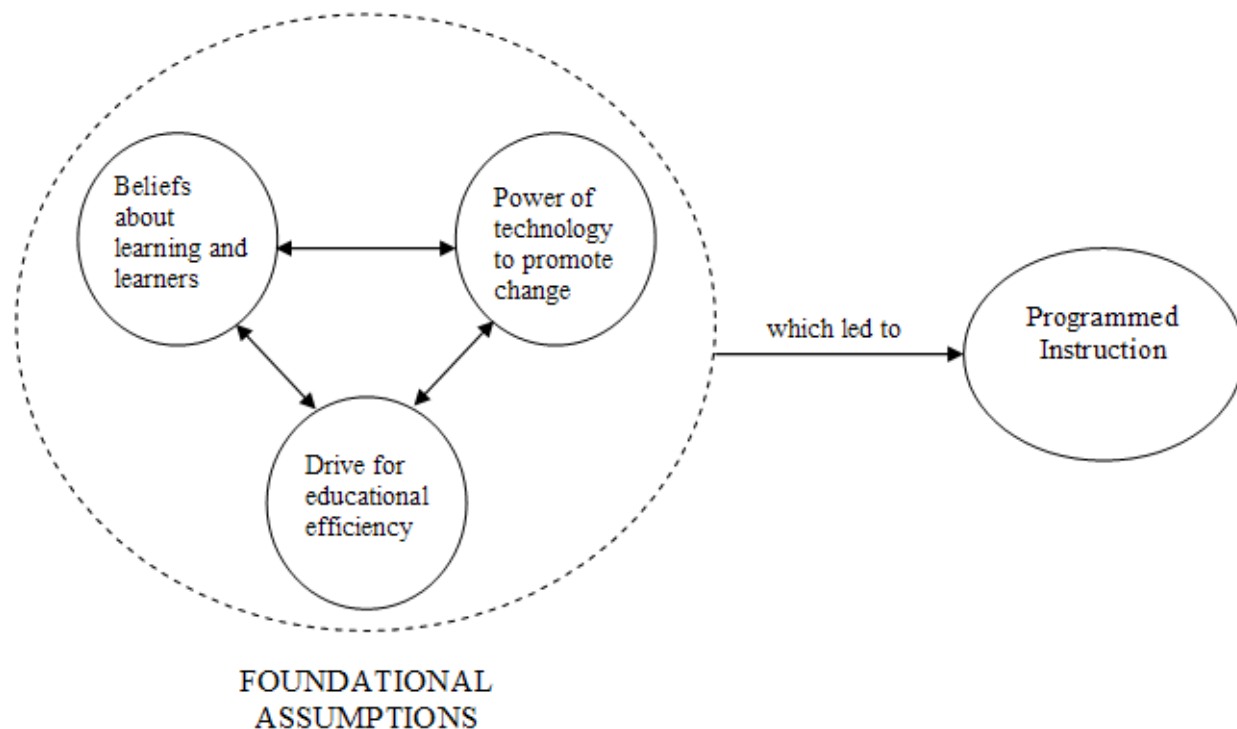 Beliefs
about
learning and
learners
Power of
technology
to promote
change
Drive for
educational
efficiency
which led to
Programmed
Instruction
FOUNDATIONAL
ASSUMPTIONS